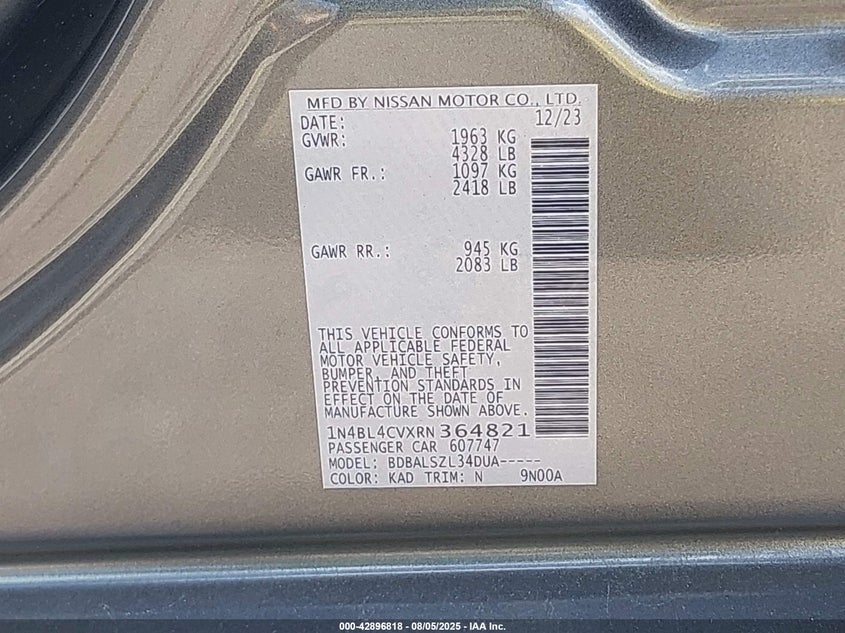 MFD BY NISSAN MOTOR CO., LTD.
DATE: 12/23
GVWR: 1963 KG
4328 LB
GAWR FR.: 1097 KG
2418 LB
GAWR RR.: 945 KG
2083 LB
THIS VEHICLE CONFORMS TO
ALL APPLICABLE FEDERAL
MOTOR VEHICLE SAFETY,
BUMPER, AND THEFT
PREVENTION STANDARDS IN
EFFECT ON THE DATE OF
MANUFACTURE SHOWN ABOVE.
1N4BL4CVXRN364821
PASSENGER CAR 607747
MODEL: BDBALSZL34DUA-----
COLOR: KAD TRIM: N 9N00A
000-42896818 - 08/05/2025 - IAA Inc.